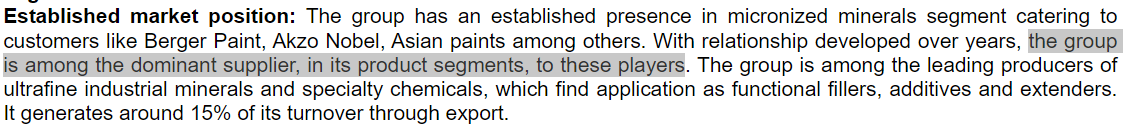 Established market position: The group has an established presence in micronized minerals segment catering to
customers like Berger Paint, Akzo Nobel, Asian paints among others. With relationship developed over years, the group
is among the dominant supplier, in its product segments, to these players. The group is among the leading producers of
ultrafine industrial minerals and specialty chemicals, which find application as functional fillers, additives and extenders.
It generates around 15% of its turnover through export.